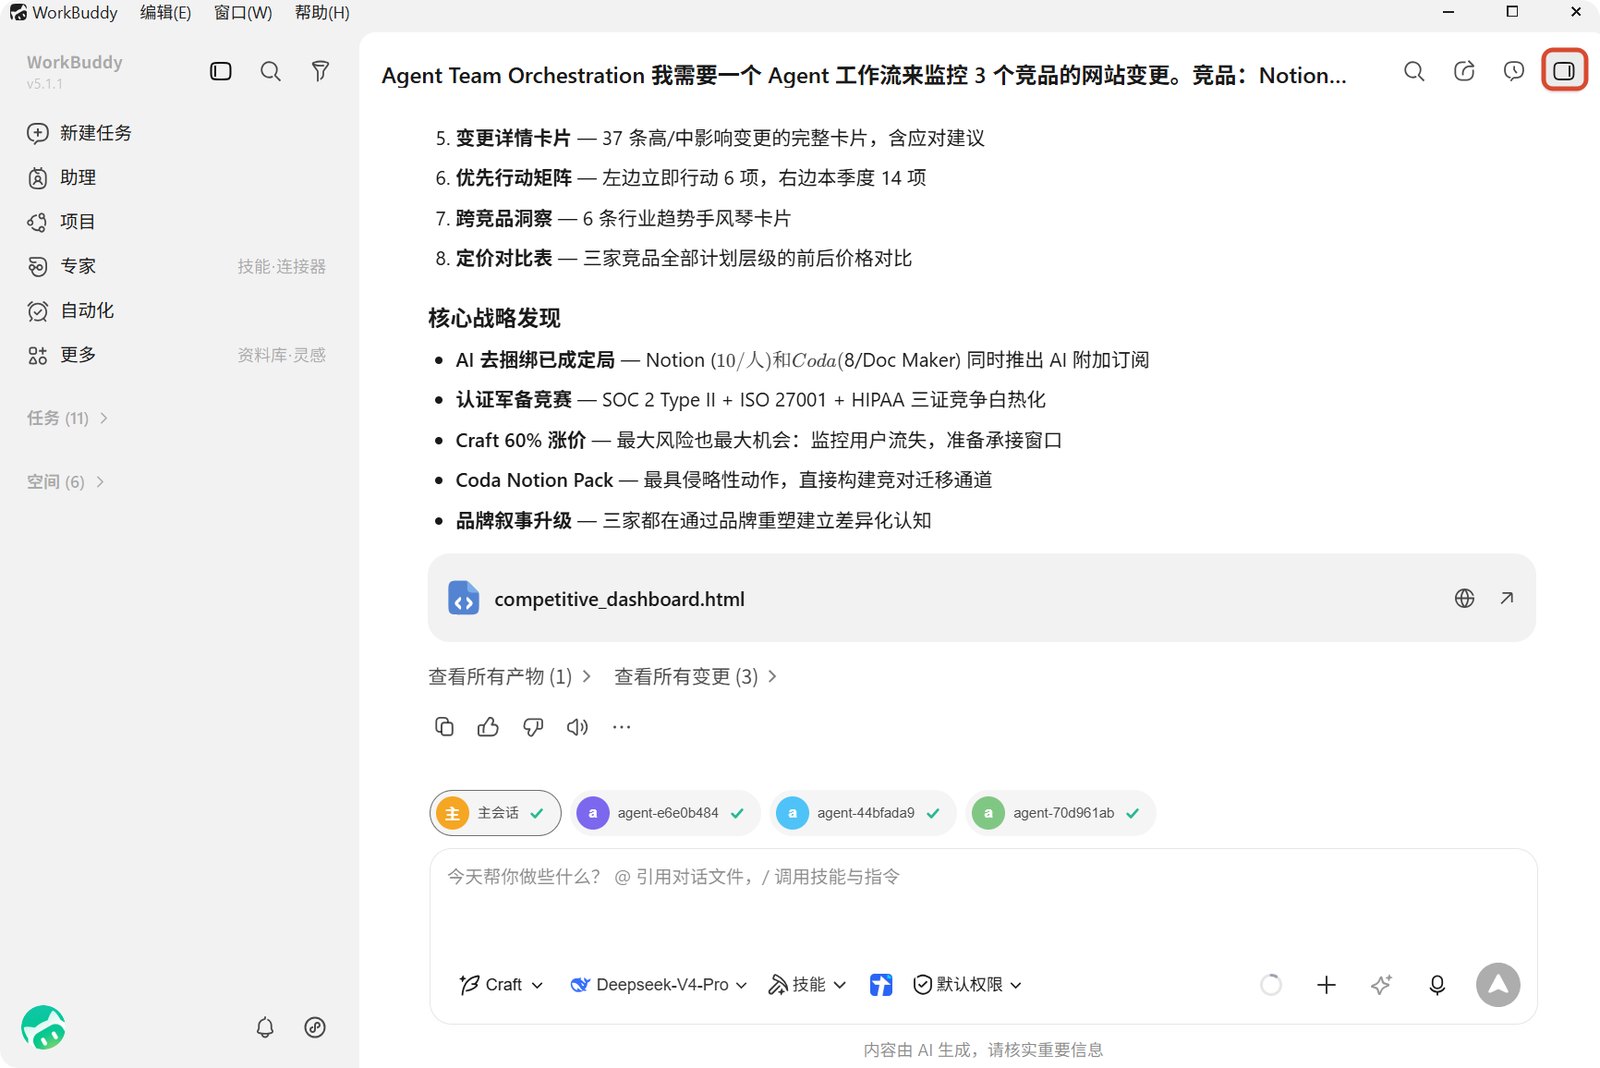 WorkBuddy 编辑(E) 窗口(W) 帮助(H)
WorkBuddy
v5.1.1
新建任务
助理
项目
专家 技能·连接器
自动化
更多 资料库·灵感
任务 (11)
空间 (6)
Agent Team Orchestration 我需要一个 Agent 工作流来监控 3 个竞品的网站变更。竞品：Notion...
5. 变更详情卡片 — 37 条高/中影响变更的完整卡片，含应对建议
6. 优先行动矩阵 — 左边立即行动 6 项，右边本季度 14 项
7. 跨竞品洞察 — 6 条行业趋势手风琴卡片
8. 定价对比表 — 三家竞品全部计划层级的前后价格对比
核心战略发现
• AI 去捆绑已成定局 — Notion (10/人)和Coda(8/Doc Maker) 同时推出 AI 附加订阅
• 认证军备竞赛 — SOC 2 Type II + ISO 27001 + HIPAA 三证竞争白热化
• Craft 60% 涨价 — 最大风险也最大机会：监控用户流失，准备承接窗口
• Coda Notion Pack — 最具侵略性动作，直接构建竞对迁移通道
• 品牌叙事升级 — 三家都在通过品牌重塑建立差异化认知
competitive_dashboard.html
查看所有产物 (1) 查看所有变更 (3)
主 主会话 a agent-e6e0b484 a agent-44bfada9 a agent-70d961ab
今天帮你做些什么？ @ 引用对话文件，/ 调用技能与指令
Craft Deepseek-V4-Pro 技能 默认权限
内容由 AI 生成，请核实重要信息